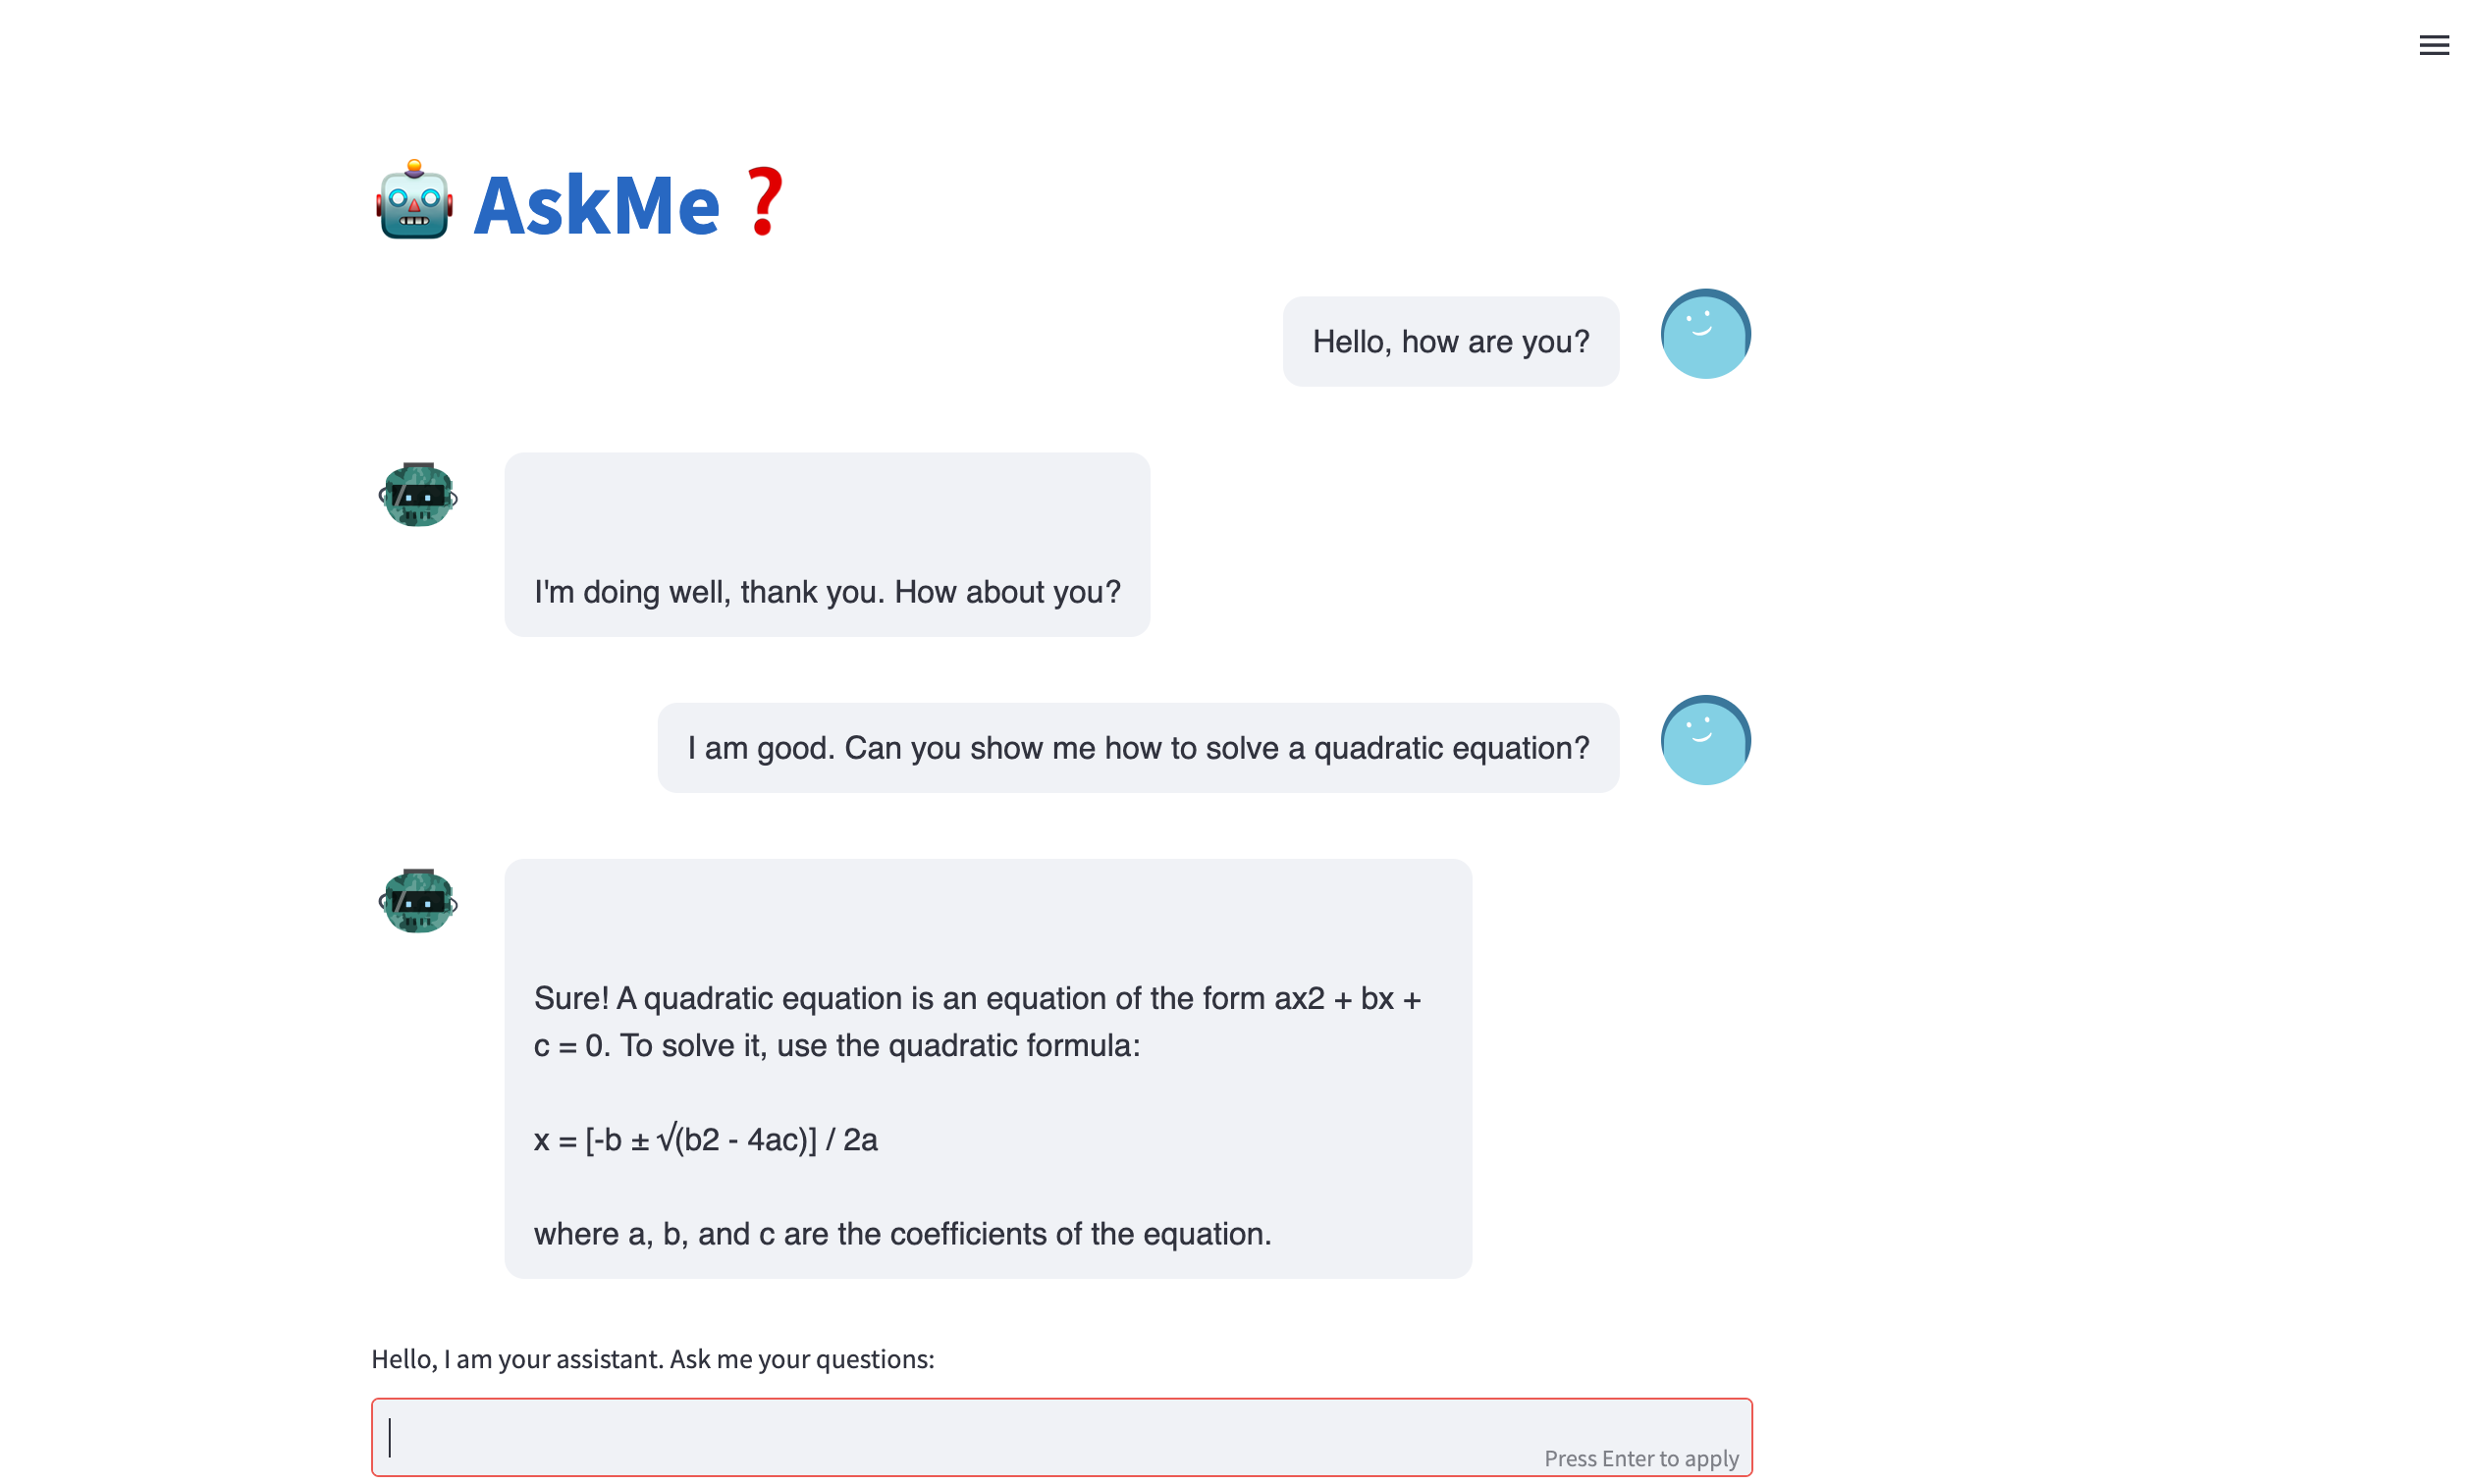 AskMe ?
Hello, how are you?
I'm doing well, thank you. How about you?
I am good. Can you show me how to solve a quadratic equation?
Sure! A quadratic equation is an equation of the form ax2 + bx +
c = 0. To solve it, use the quadratic formula:
x = [-b ± √(b2 - 4ac)] / 2a
where a, b, and c are the coefficients of the equation.
Hello, I am your assistant. Ask me your questions:
Press Enter to apply